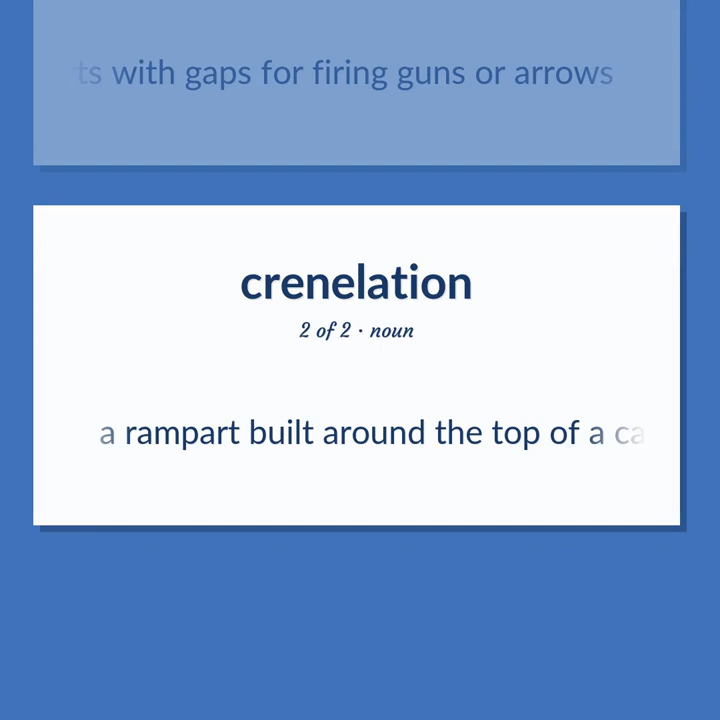 with gaps for firing guns or arrows
crenelation
2 of 2 · noun
a rampart built around the top of a